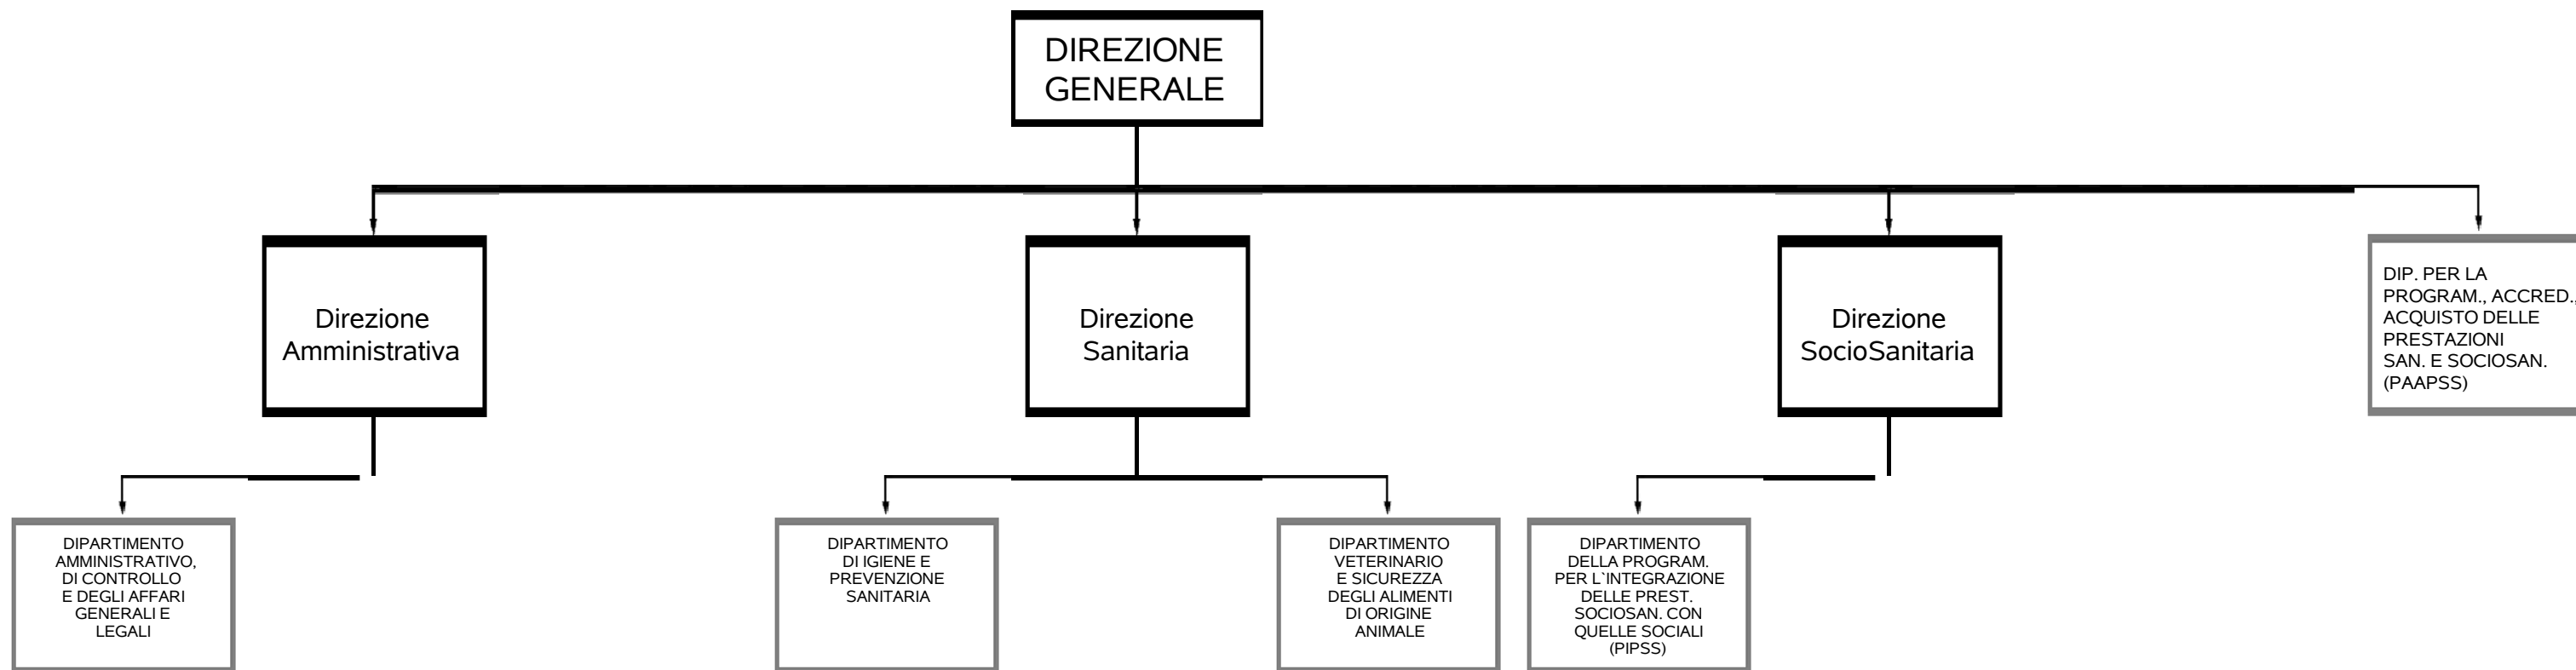 DIREZIONE
GENERALE
Direzione
Amministrativa
Direzione
Sanitaria
Direzione
SocioSanitaria
DIP. PER LA
PROGRAM., ACCRED.,
ACQUISTO DELLE
PRESTAZIONI
SAN. E SOCIOSAN.
(PAAPSS)
DIPARTIMENTO
AMMINISTRATIVO,
DI CONTROLLO
E DEGLI AFFARI
GENERALI E
LEGALI
DIPARTIMENTO
DI IGIENE E
PREVENZIONE
SANITARIA
DIPARTIMENTO
VETERINARIO
E SICUREZZA
DEGLI ALIMENTI
DI ORIGINE
ANIMALE
DIPARTIMENTO
DELLA PROGRAM.
PER L`INTEGRAZIONE
DELLE PREST.
SOCIOSAN. CON
QUELLE SOCIALI
(PIPSS)